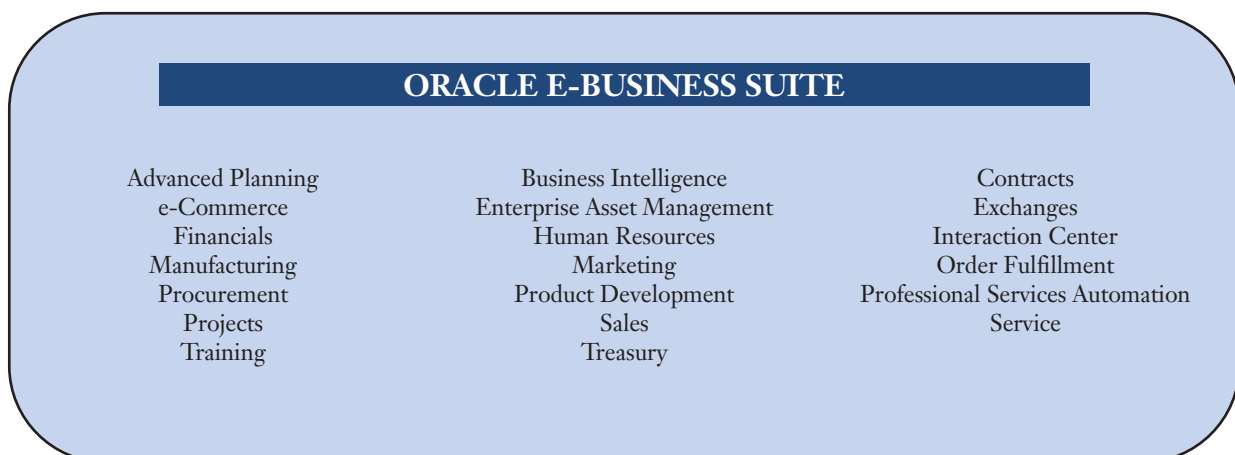 ORACLE E-BUSINESS SUITE
Advanced Planning
e-Commerce
Financials
Manufacturing
Procurement
Projects
Training
Business Intelligence
Enterprise Asset Management
Human Resources
Marketing
Product Development
Sales
Treasury
Contracts
Exchanges
Interaction Center
Order Fulfillment
Professional Services Automation
Service